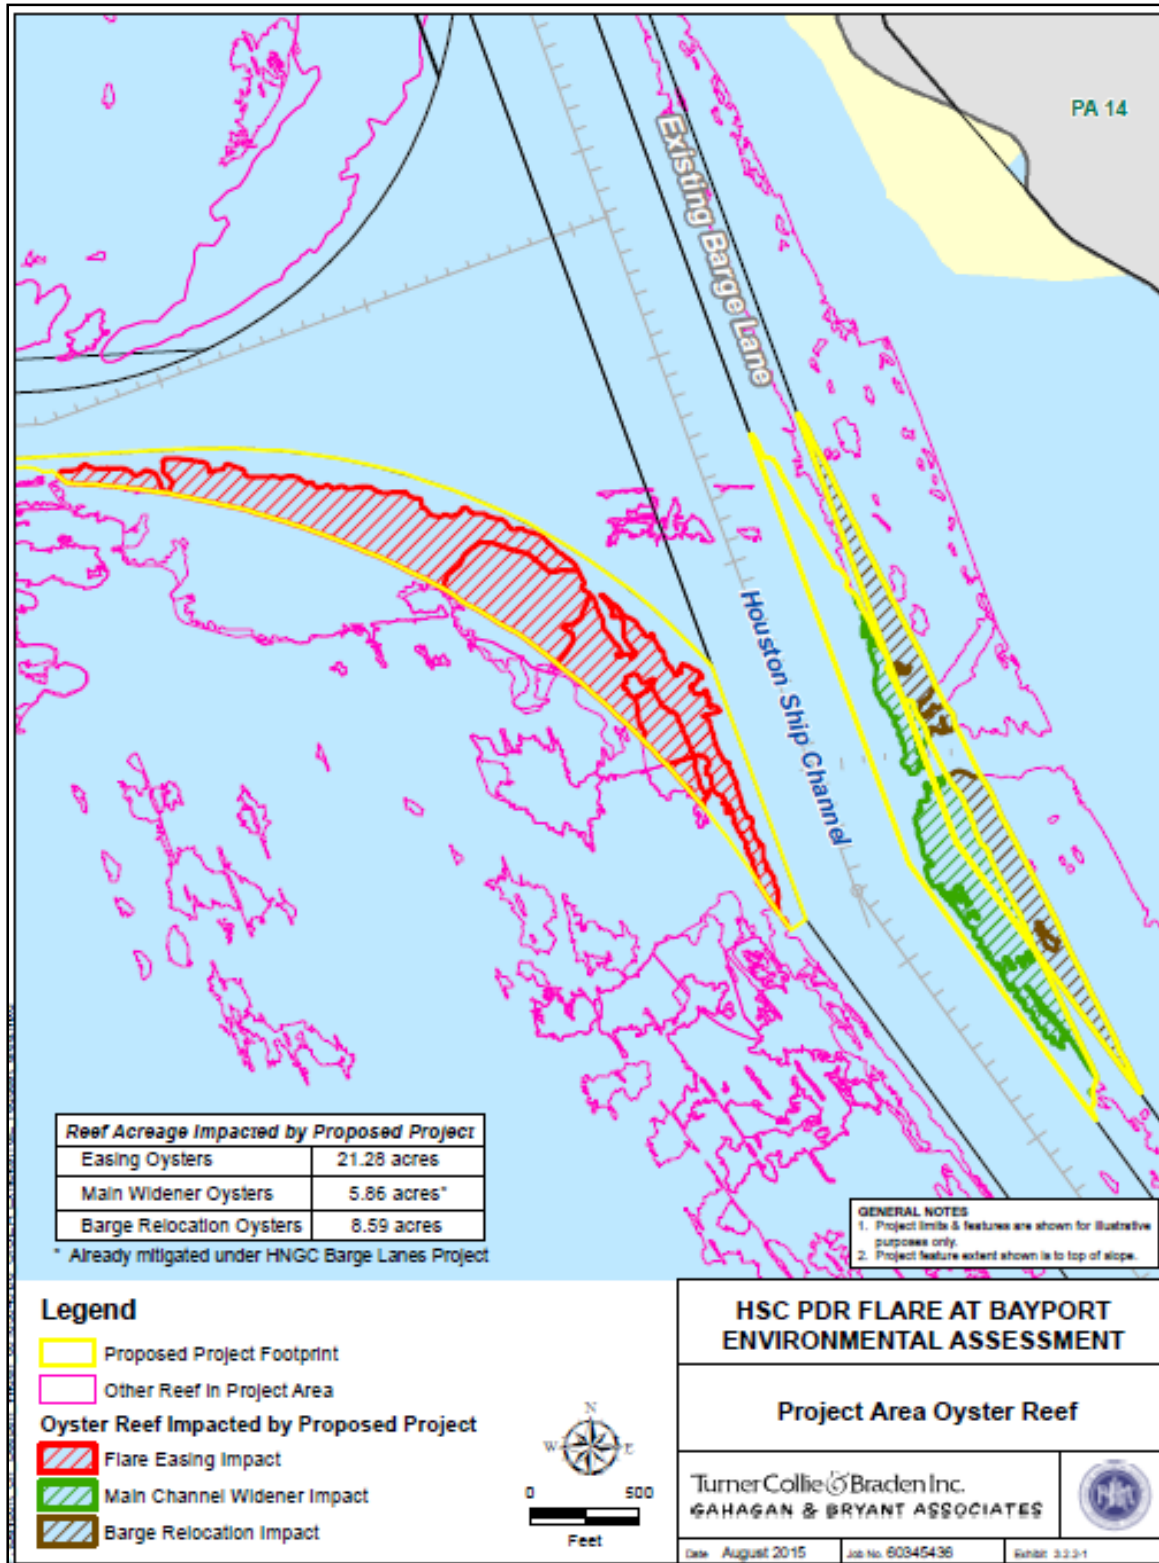 PA 14
Existing Barge Lane
Houston Ship Channel
Reef Acreage Impacted by Proposed Project
Easing Oysters 21.28 acres
Main Widener Oysters 5.86 acres*
Barge Relocation Oysters 8.59 acres
* Already mitigated under HNGC Barge Lanes Project
GENERAL NOTES
1. Project limits & features are shown for illustrative
purposes only.
2. Project feature extent shown is to top of slope.
Legend
Proposed Project Footprint
Other Reef in Project Area
Oyster Reef Impacted by Proposed Project
Flare Easing Impact
Main Channel Widener Impact
Barge Relocation Impact
N
W E
0 500
Feet
HSC PDR FLARE AT BAYPORT
ENVIRONMENTAL ASSESSMENT
Project Area Oyster Reef
Turner Collie & Braden Inc.
GAHAGAN & BRYANT ASSOCIATES
Date August 2015 Job No. 60345436 Exhibit 3.2.2-1